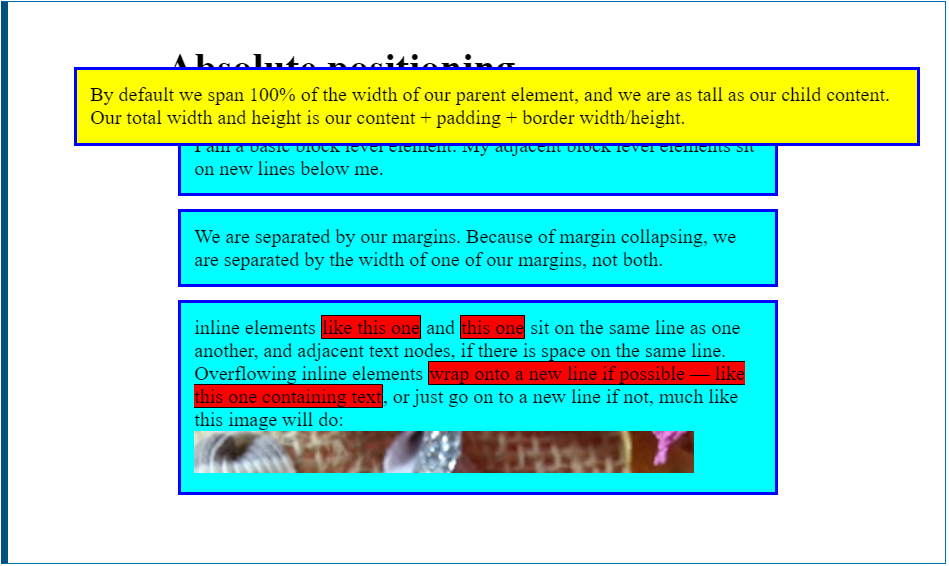 Absolute positioning
By default we span 100% of the width of our parent element, and we are as tall as our child content.
Our total width and height is our content + padding + border width/height.
I am a basic block level element. My adjacent block level elements sit
on new lines below me.
We are separated by our margins. Because of margin collapsing, we
are separated by the width of one of our margins, not both.
inline elements like this one and this one sit on the same line as one
another, and adjacent text nodes, if there is space on the same line.
Overflowing inline elements wrap onto a new line if possible — like
this one containing text, or just go on to a new line if not, much like
this image will do: